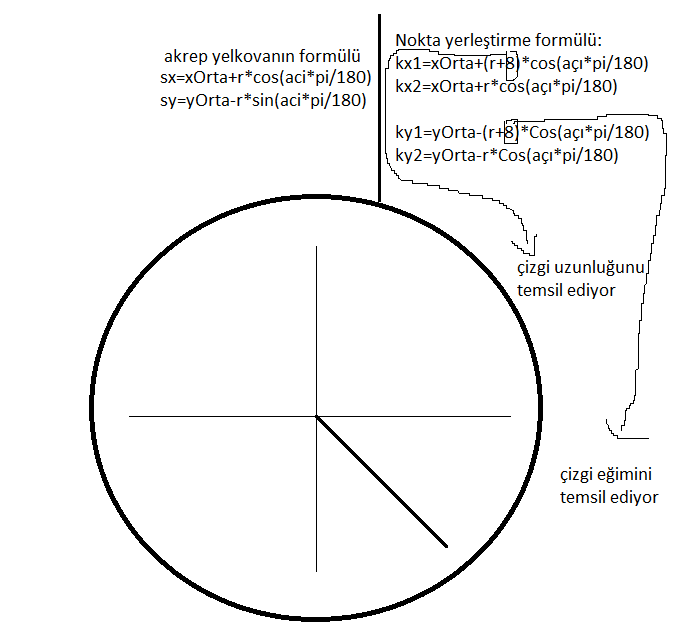 akrep yelkovanın formülü
sx=xOrta+r*cos(aci*pi/180)
sy=yOrta-r*sin(aci*pi/180)
Nokta yerleştirme formülü:
kx1=xOrta+(r+8)*cos(açı*pi/180)
kx2=xOrta+r*cos(açı*pi/180)
ky1=yOrta-(r+8)*Cos(açı*pi/180)
ky2=yOrta-r*Cos(açı*pi/180)
çizgi uzunluğunu
temsil ediyor
çizgi eğimini
temsil ediyor